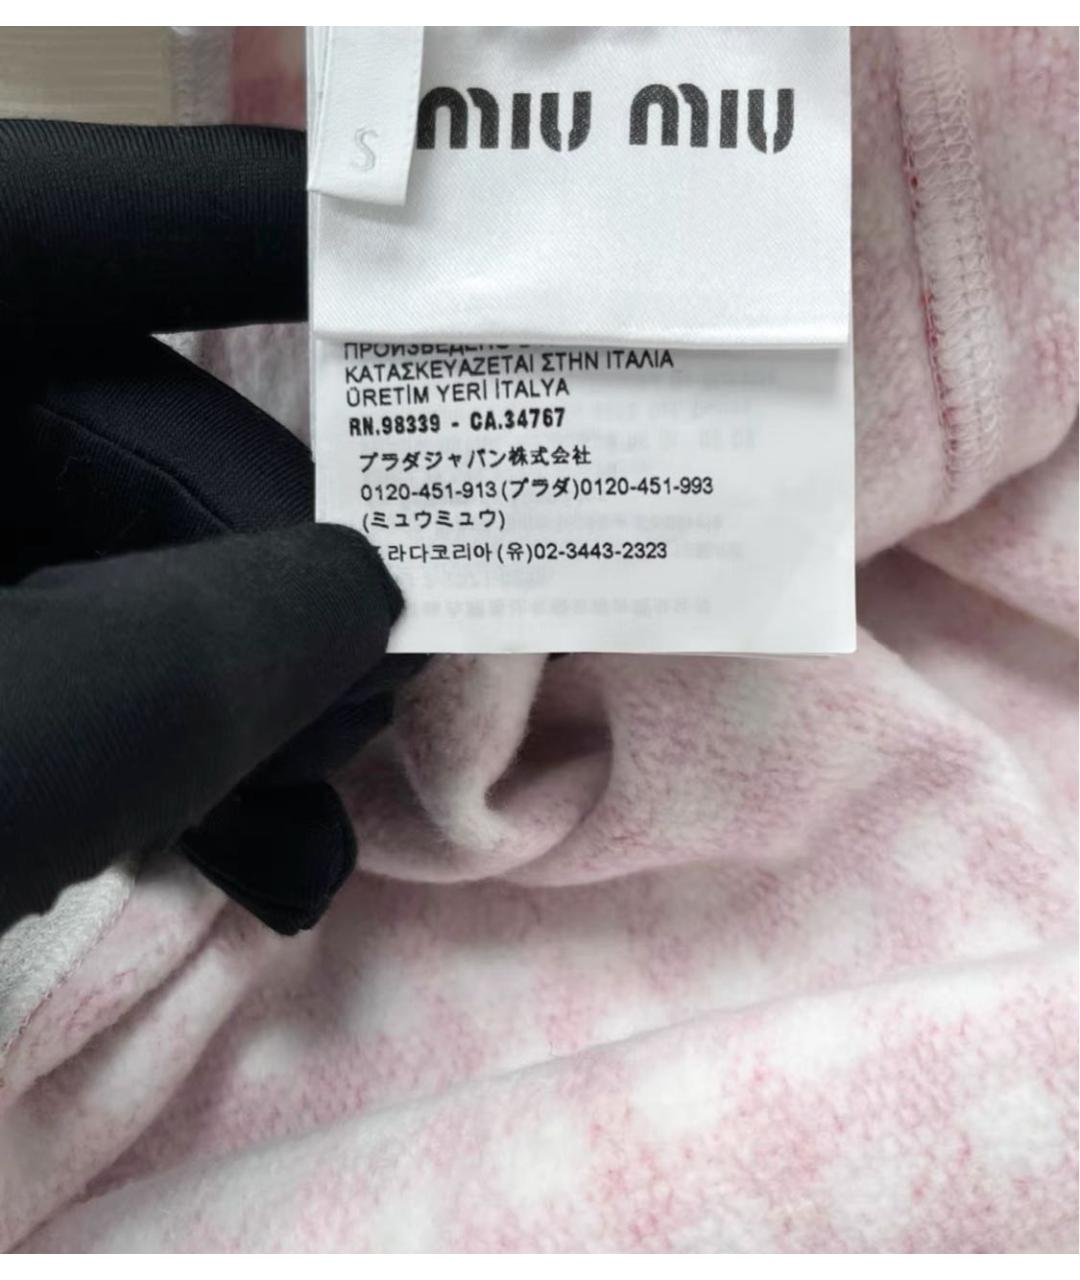 S
miu miu
ΚΑΤΑΣΚΕΥΑΖΕΤΑΙ ΣΤΗΝ ΙΤΑΛΙΑ
ÜRETİM YERİ İTALYA
RN.98339 - CA.34767
プラダジャパン株式会社
0120-451-913(プラダ)0120-451-993
(ミュウミュウ)
라다코리아(유)02-3443-2323